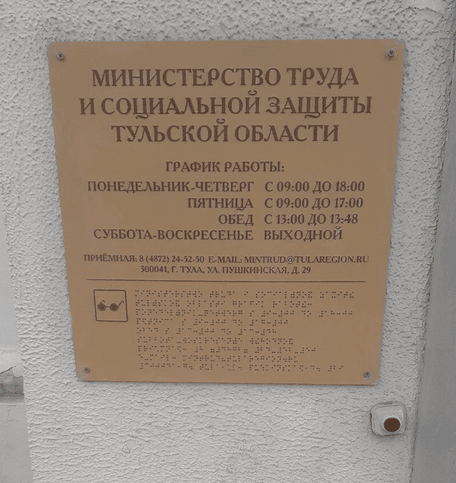 МИНИСТЕРСТВО ТРУДА
И СОЦИАЛЬНОЙ ЗАЩИТЫ
ТУЛЬСКОЙ ОБЛАСТИ
ГРАФИК РАБОТЫ:
ПОНЕДЕЛЬНИК-ЧЕТВЕРГ С 09:00 ДО 18:00
ПЯТНИЦА С 09:00 ДО 17:00
ОБЕД С 13:00 ДО 13:48
СУББОТА-ВОСКРЕСЕНЬЕ ВЫХОДНОЙ
ПРИЁМНАЯ: 8 (4872) 24-52-50 E-MAIL: MINTRUD@TULAREGION.RU
300041, Г. ТУЛА, УЛ. ПУШКИНСКАЯ, Д. 29